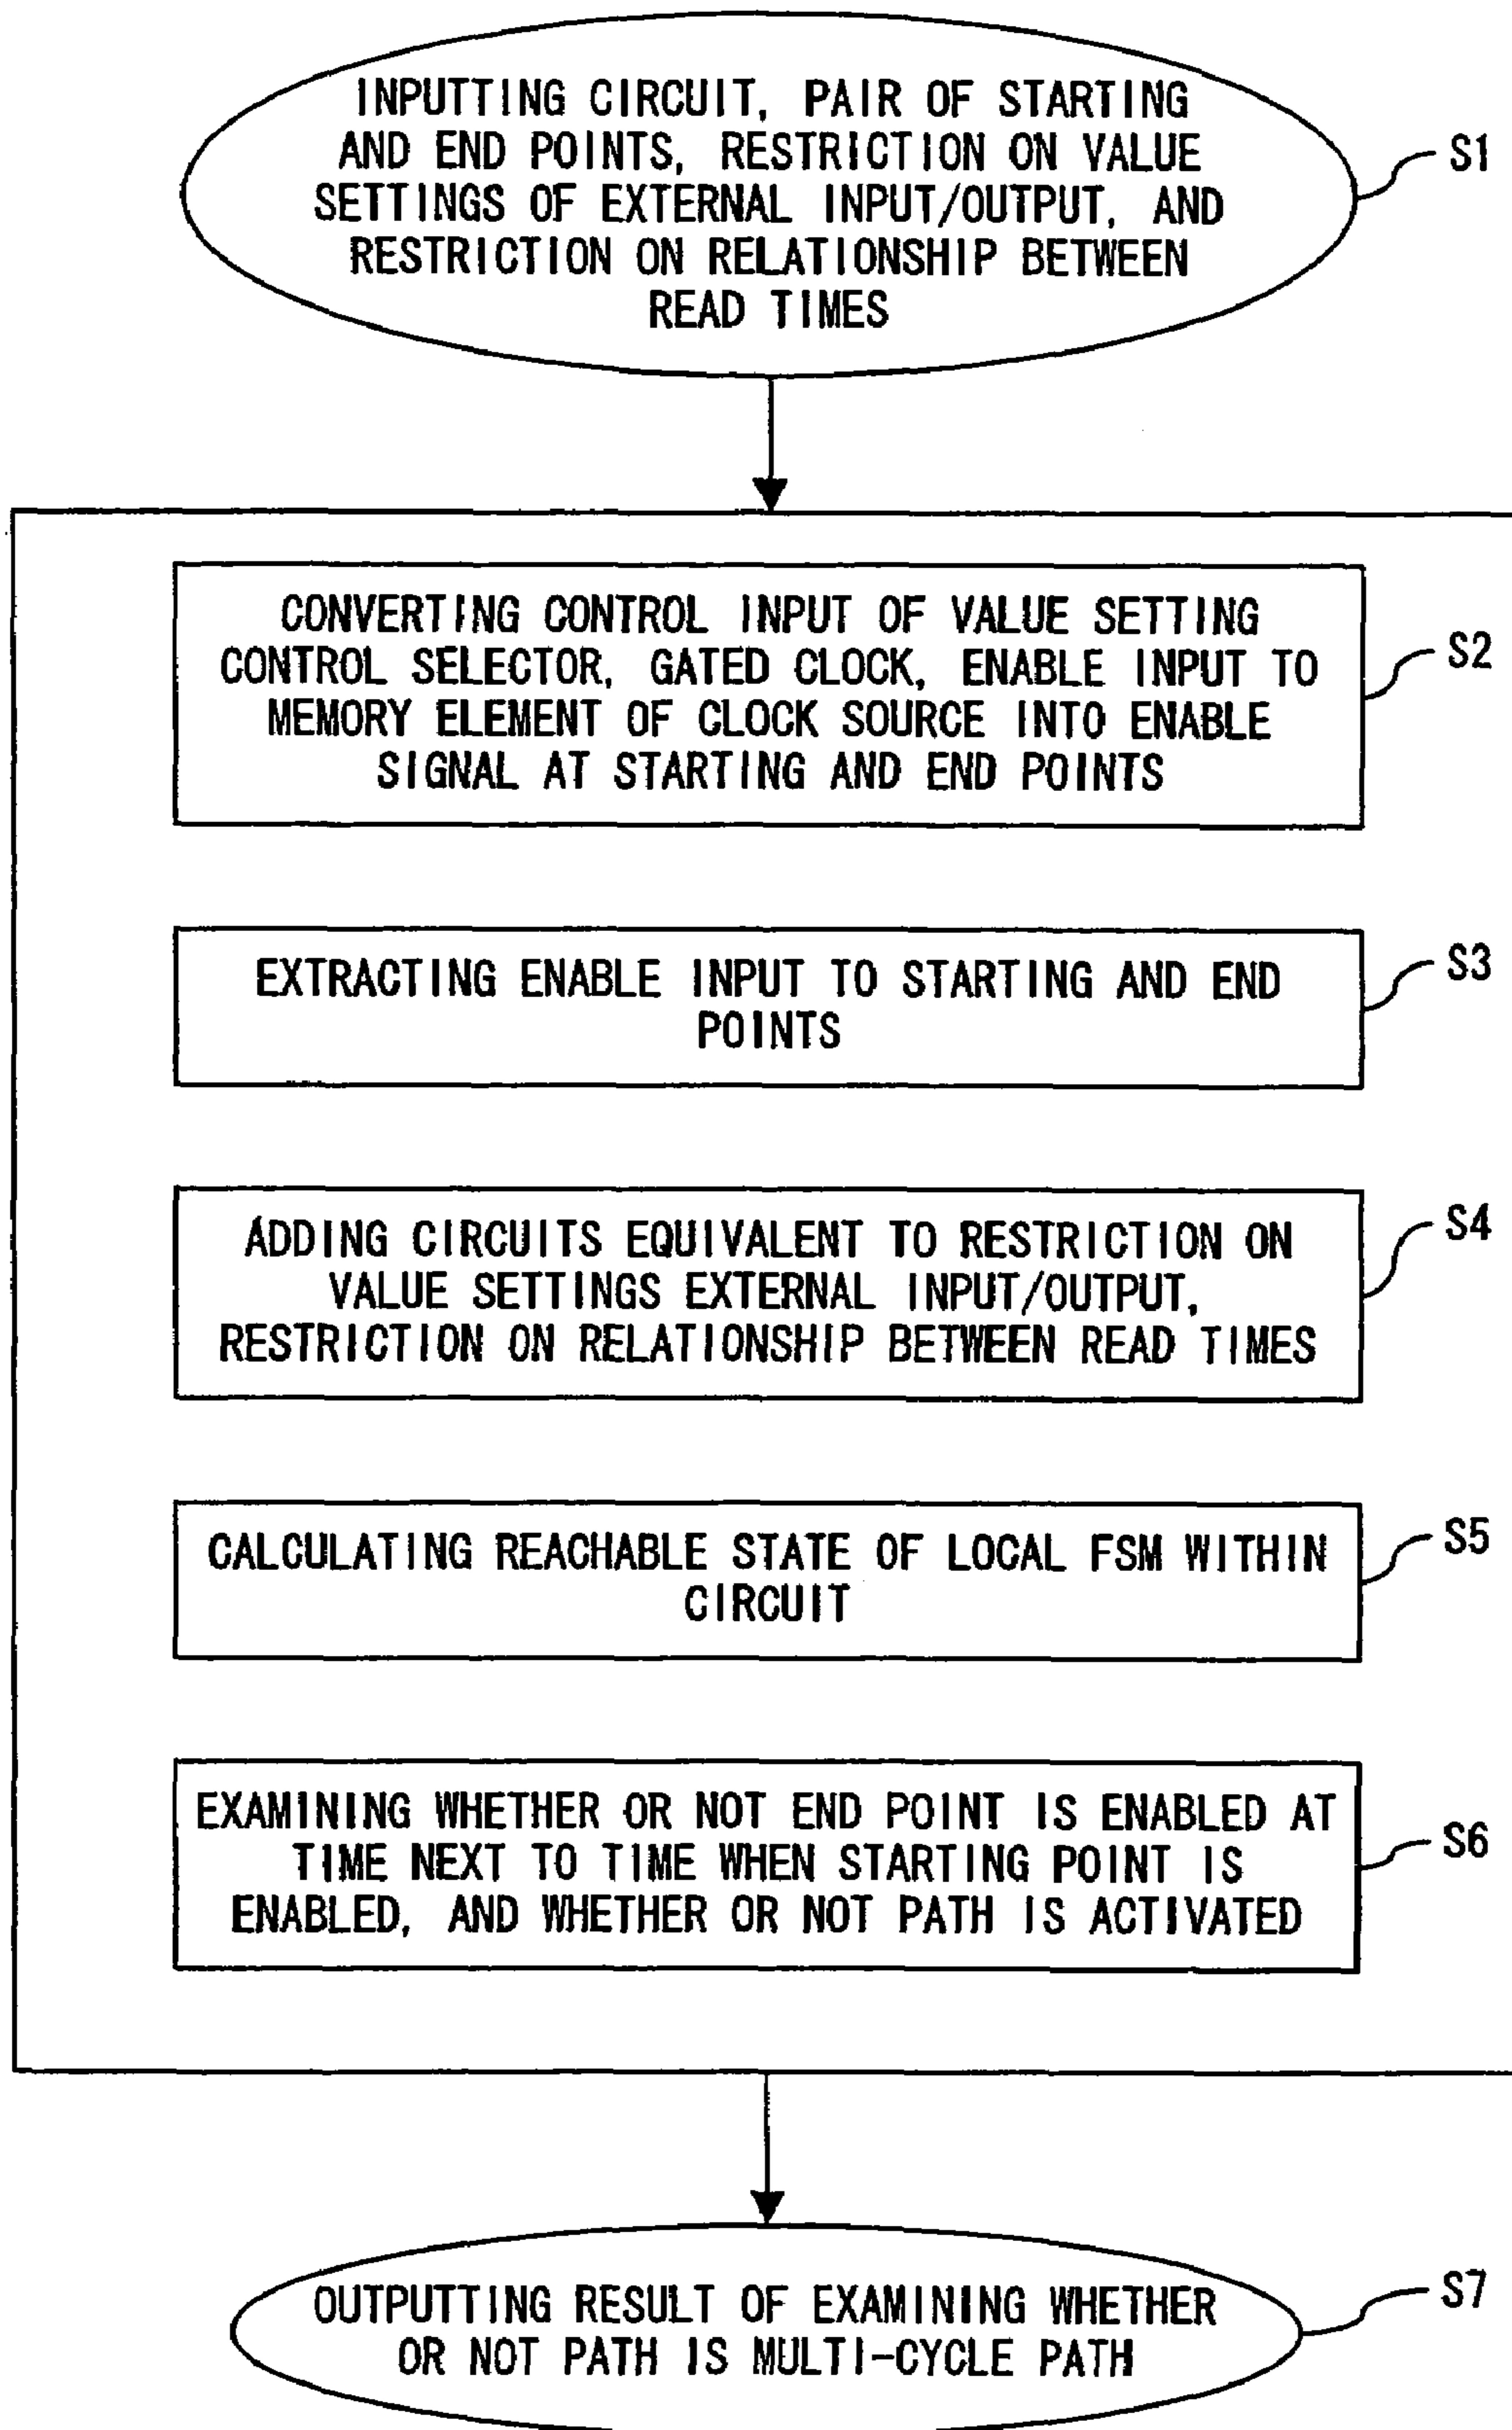 INPUTTING CIRCUIT, PAIR OF STARTING
AND END POINTS, RESTRICTION ON VALUE
SETTINGS OF EXTERNAL INPUT/OUTPUT, AND
RESTRICTION ON RELATIONSHIP BETWEEN
READ TIMES
S1
CONVERTING CONTROL INPUT OF VALUE SETTING
CONTROL SELECTOR, GATED CLOCK, ENABLE INPUT TO
MEMORY ELEMENT OF CLOCK SOURCE INTO ENABLE
SIGNAL AT STARTING AND END POINTS
S2
EXTRACTING ENABLE INPUT TO STARTING AND END
POINTS
S3
ADDING CIRCUITS EQUIVALENT TO RESTRICTION ON
VALUE SETTINGS EXTERNAL INPUT/OUTPUT,
RESTRICTION ON RELATIONSHIP BETWEEN READ TIMES
S4
CALCULATING REACHABLE STATE OF LOCAL FSM WITHIN
CIRCUIT
S5
EXAMINING WHETHER OR NOT END POINT IS ENABLED AT
TIME NEXT TO TIME WHEN STARTING POINT IS
ENABLED, AND WHETHER OR NOT PATH IS ACTIVATED
S6
OUTPUTTING RESULT OF EXAMINING WHETHER
OR NOT PATH IS MULTI-CYCLE PATH
S7